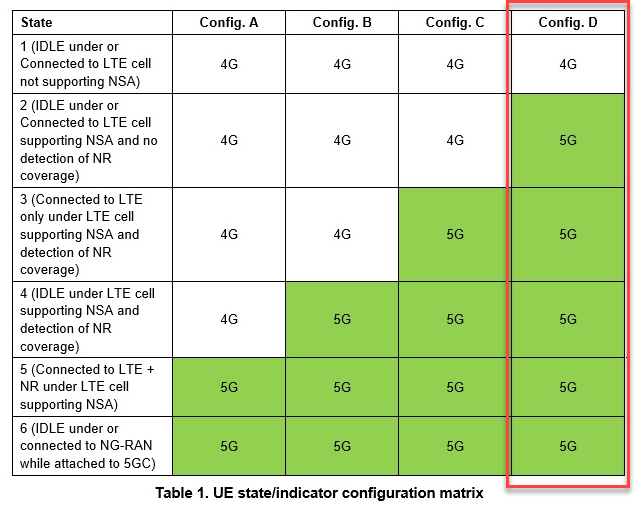 State Config. A Config. B Config. C Config. D
1 (IDLE under or
Connected to LTE cell
not supporting NSA)
4G 4G 4G 4G
2 (IDLE under or
Connected to LTE cell
supporting NSA and no
detection of NR
coverage)
4G 4G 4G 5G
3 (Connected to LTE
only under LTE cell
supporting NSA and
detection of NR
coverage)
4G 4G 5G 5G
4 (IDLE under LTE cell
supporting NSA and
detection of NR
coverage)
4G 5G 5G 5G
5 (Connected to LTE +
NR under LTE cell
supporting NSA)
5G 5G 5G 5G
6 (IDLE under or
connected to NG-RAN
while attached to 5GC)
5G 5G 5G 5G
Table 1. UE state/indicator configuration matrix